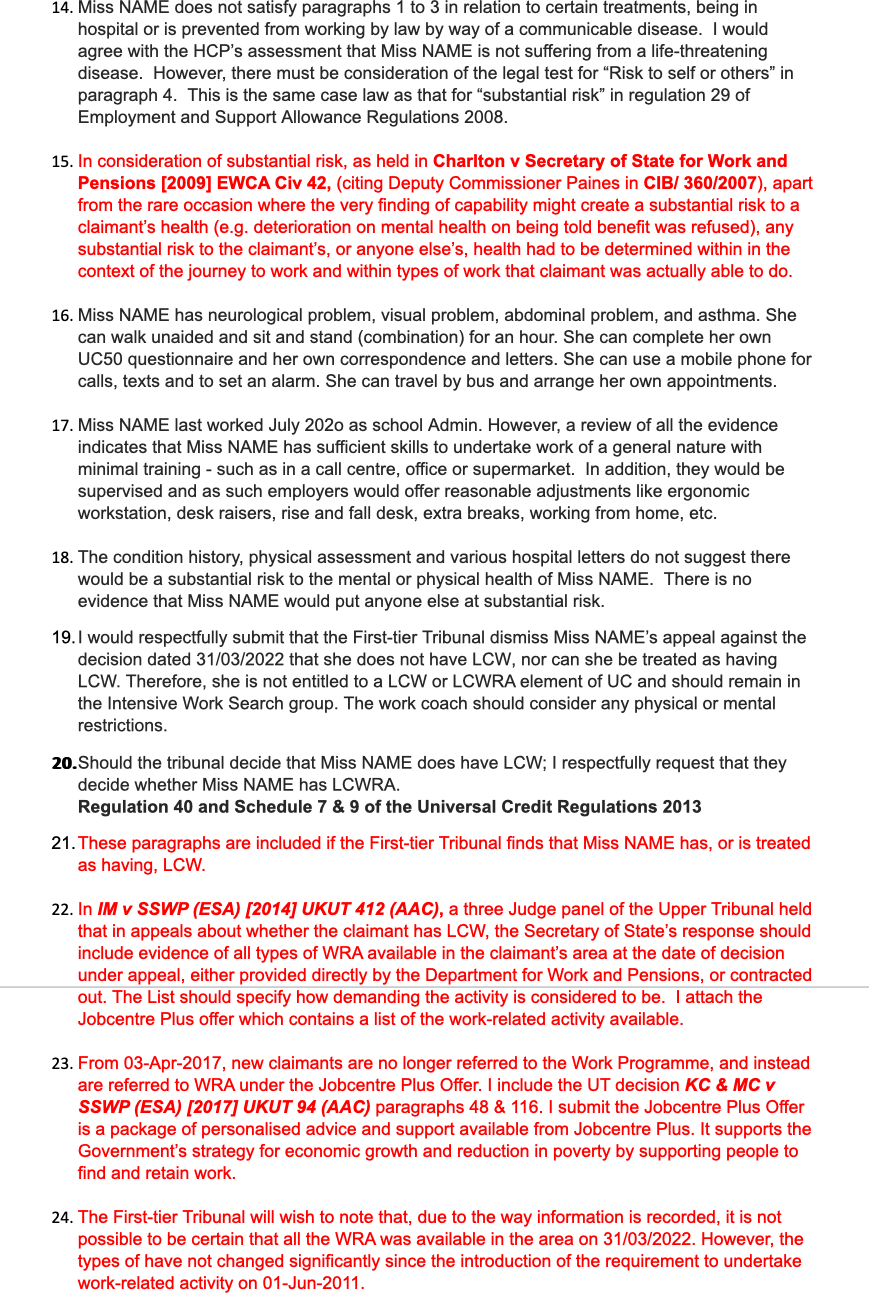 14. Miss NAME does not satisfy paragraphs 1 to 3 in relation to certain treatments, being in
hospital or is prevented from working by law by way of a communicable disease.  I would
agree with the HCP’s assessment that Miss NAME is not suffering from a life-threatening
disease.  However, there must be consideration of the legal test for “Risk to self or others” in
paragraph 4.  This is the same case law as that for “substantial risk” in regulation 29 of
Employment and Support Allowance Regulations 2008.
15. In consideration of substantial risk, as held in Charlton v Secretary of State for Work and
Pensions [2009] EWCA Civ 42, (citing Deputy Commissioner Paines in CIB/ 360/2007), apart
from the rare occasion where the very finding of capability might create a substantial risk to a
claimant’s health (e.g. deterioration on mental health on being told benefit was refused), any
substantial risk to the claimant’s, or anyone else’s, health had to be determined within in the
context of the journey to work and within types of work that claimant was actually able to do.
16. Miss NAME has neurological problem, visual problem, abdominal problem, and asthma. She
can walk unaided and sit and stand (combination) for an hour. She can complete her own
UC50 questionnaire and her own correspondence and letters. She can use a mobile phone for
calls, texts and to set an alarm. She can travel by bus and arrange her own appointments.
17. Miss NAME last worked July 202o as school Admin. However, a review of all the evidence
indicates that Miss NAME has sufficient skills to undertake work of a general nature with
minimal training - such as in a call centre, office or supermarket.  In addition, they would be
supervised and as such employers would offer reasonable adjustments like ergonomic
workstation, desk raisers, rise and fall desk, extra breaks, working from home, etc.
18. The condition history, physical assessment and various hospital letters do not suggest there
would be a substantial risk to the mental or physical health of Miss NAME.  There is no
evidence that Miss NAME would put anyone else at substantial risk.
19. I would respectfully submit that the First-tier Tribunal dismiss Miss NAME’s appeal against the
decision dated 31/03/2022 that she does not have LCW, nor can she be treated as having
LCW. Therefore, she is not entitled to a LCW or LCWRA element of UC and should remain in
the Intensive Work Search group. The work coach should consider any physical or mental
restrictions.
20. Should the tribunal decide that Miss NAME does have LCW; I respectfully request that they
decide whether Miss NAME has LCWRA.
Regulation 40 and Schedule 7 & 9 of the Universal Credit Regulations 2013
21. These paragraphs are included if the First-tier Tribunal finds that Miss NAME has, or is treated
as having, LCW.
22. In IM v SSWP (ESA) [2014] UKUT 412 (AAC), a three Judge panel of the Upper Tribunal held
that in appeals about whether the claimant has LCW, the Secretary of State’s response should
include evidence of all types of WRA available in the claimant’s area at the date of decision
under appeal, either provided directly by the Department for Work and Pensions, or contracted
out. The List should specify how demanding the activity is considered to be.  I attach the
Jobcentre Plus offer which contains a list of the work-related activity available.
23. From 03-Apr-2017, new claimants are no longer referred to the Work Programme, and instead
are referred to WRA under the Jobcentre Plus Offer. I include the UT decision KC & MC v
SSWP (ESA) [2017] UKUT 94 (AAC) paragraphs 48 & 116. I submit the Jobcentre Plus Offer
is a package of personalised advice and support available from Jobcentre Plus. It supports the
Government’s strategy for economic growth and reduction in poverty by supporting people to
find and retain work.
24. The First-tier Tribunal will wish to note that, due to the way information is recorded, it is not
possible to be certain that all the WRA was available in the area on 31/03/2022. However, the
types of have not changed significantly since the introduction of the requirement to undertake
work-related activity on 01-Jun-2011.